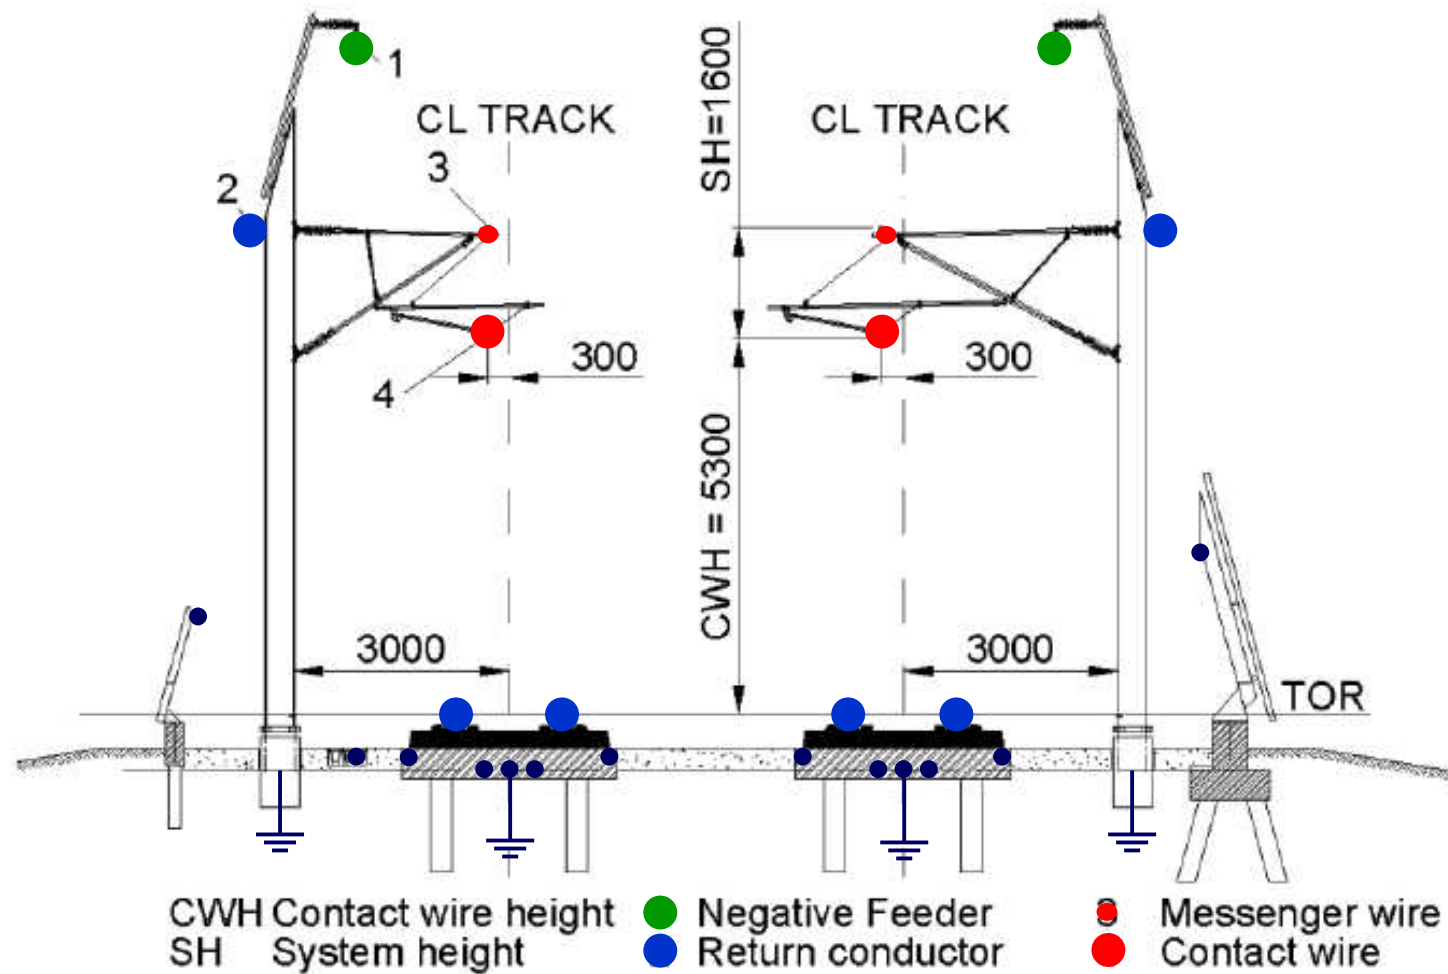 1
CL TRACK
CL TRACK
SH=1600
2
3
4
300
300
CWH = 5300
3000
3000
TOR
CWH Contact wire height
Negative Feeder
3 Messenger wire
SH System height
Return conductor
Contact wire